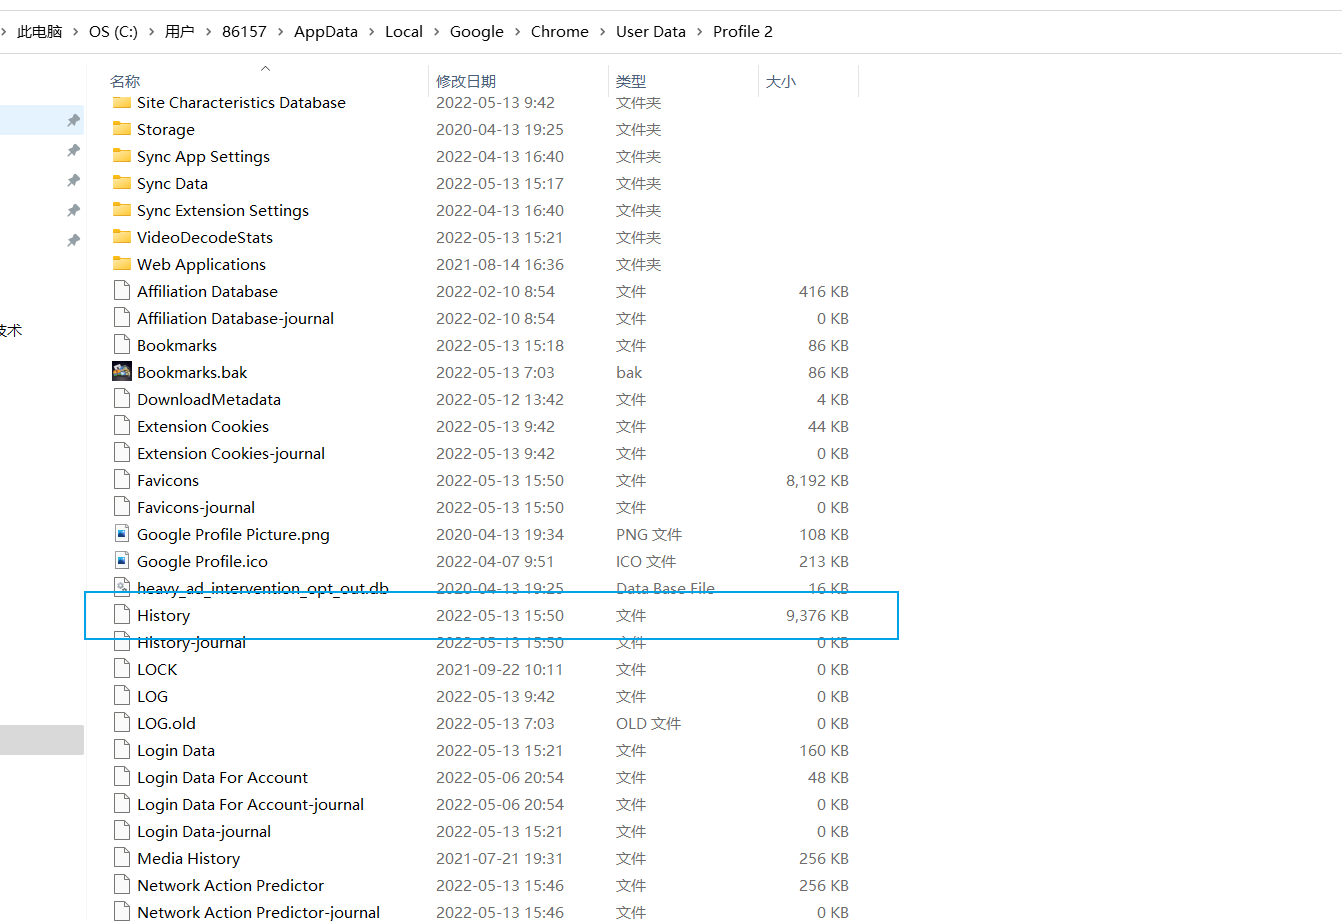 此电脑 > OS (C:) > 用户 > 86157 > AppData > Local > Google > Chrome > User Data > Profile 2
名称 修改日期 类型 大小
Site Characteristics Database 2022-05-13 9:42 文件夹
Storage 2020-04-13 19:25 文件夹
Sync App Settings 2022-04-13 16:40 文件夹
Sync Data 2022-05-13 15:17 文件夹
Sync Extension Settings 2022-04-13 16:40 文件夹
VideoDecodeStats 2022-05-13 15:21 文件夹
Web Applications 2021-08-14 16:36 文件夹
Affiliation Database 2022-02-10 8:54 文件 416 KB
Affiliation Database-journal 2022-02-10 8:54 文件 0 KB
技术
Bookmarks 2022-05-13 15:18 文件 86 KB
Bookmarks.bak 2022-05-13 7:03 bak 86 KB
DownloadMetadata 2022-05-12 13:42 文件 4 KB
Extension Cookies 2022-05-13 9:42 文件 44 KB
Extension Cookies-journal 2022-05-13 9:42 文件 0 KB
Favicons 2022-05-13 15:50 文件 8,192 KB
Favicons-journal 2022-05-13 15:50 文件 0 KB
Google Profile Picture.png 2020-04-13 19:34 PNG 文件 108 KB
Google Profile.ico 2022-04-07 9:51 ICO 文件 213 KB
heavy_ad_intervention_opt_out.db 2020-04-13 19:25 Data Base File 16 KB
History 2022-05-13 15:50 文件 9,376 KB
History-journal 2022-05-13 15:50 文件 0 KB
LOCK 2021-09-22 10:11 文件 0 KB
LOG 2022-05-13 9:42 文件 0 KB
LOG.old 2022-05-13 7:03 OLD 文件 0 KB
Login Data 2022-05-13 15:21 文件 160 KB
Login Data For Account 2022-05-06 20:54 文件 48 KB
Login Data For Account-journal 2022-05-06 20:54 文件 0 KB
Login Data-journal 2022-05-13 15:21 文件 0 KB
Media History 2021-07-21 19:31 文件 256 KB
Network Action Predictor 2022-05-13 15:46 文件 256 KB
Network Action Predictor-journal 2022-05-13 15:46 文件 0 KB